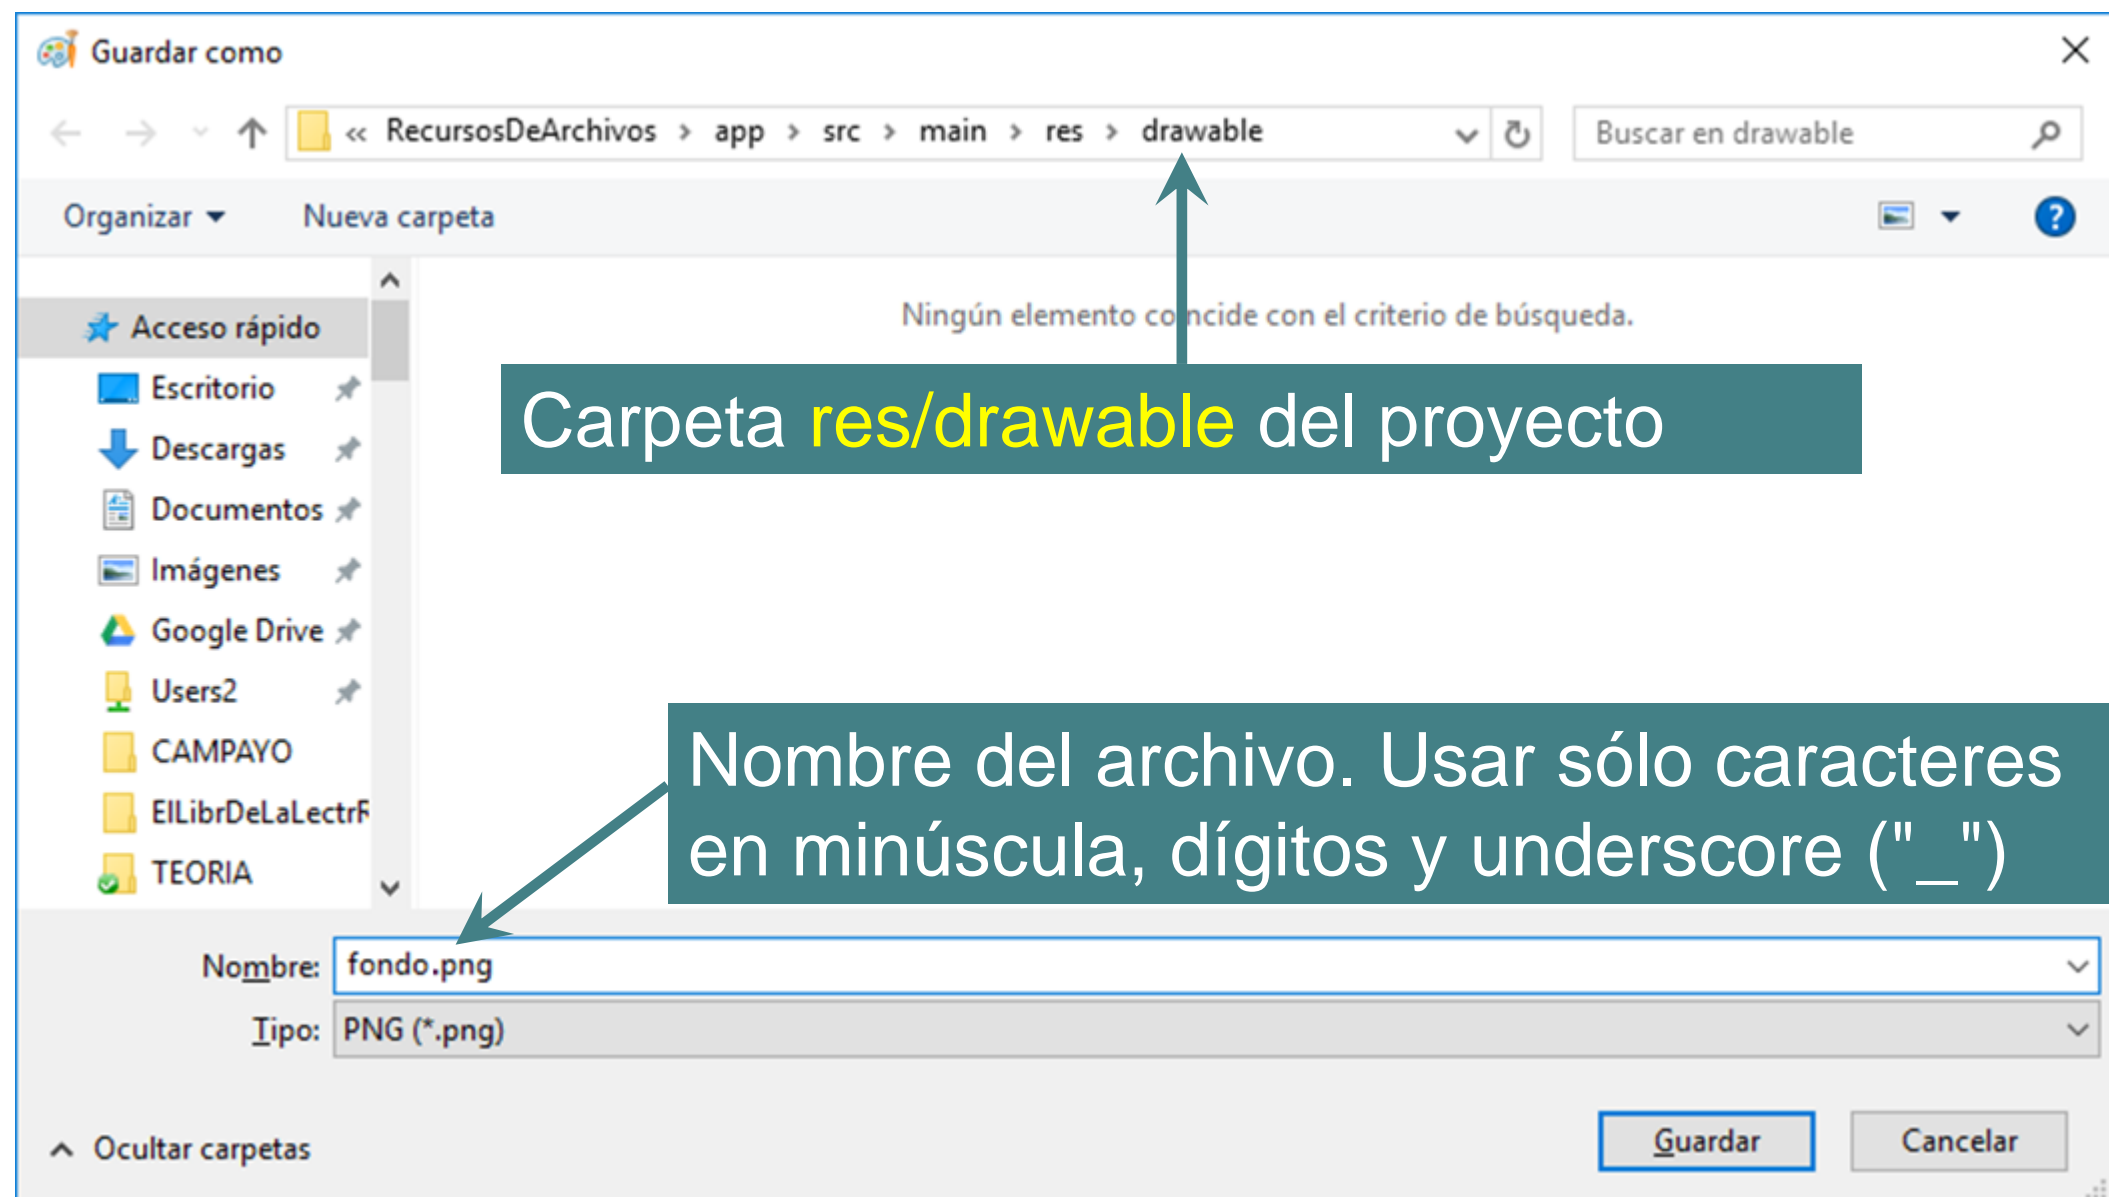 Guardar como
« RecursosDeArchivos > app > src > main > res > drawable
Buscar en drawable
Organizar
Nueva carpeta
Ningún elemento coincide con el criterio de búsqueda.
Acceso rápido
Escritorio
Descargas
Documentos
Imágenes
Google Drive
Users2
CAMPAYO
ElLibrDeLaLectrR
TEORIA
Carpeta res/drawable del proyecto
Nombre del archivo. Usar sólo caracteres
en minúscula, dígitos y underscore ("_")
Nombre: fondo.png
Tipo: PNG (*.png)
Ocultar carpetas
Guardar
Cancelar